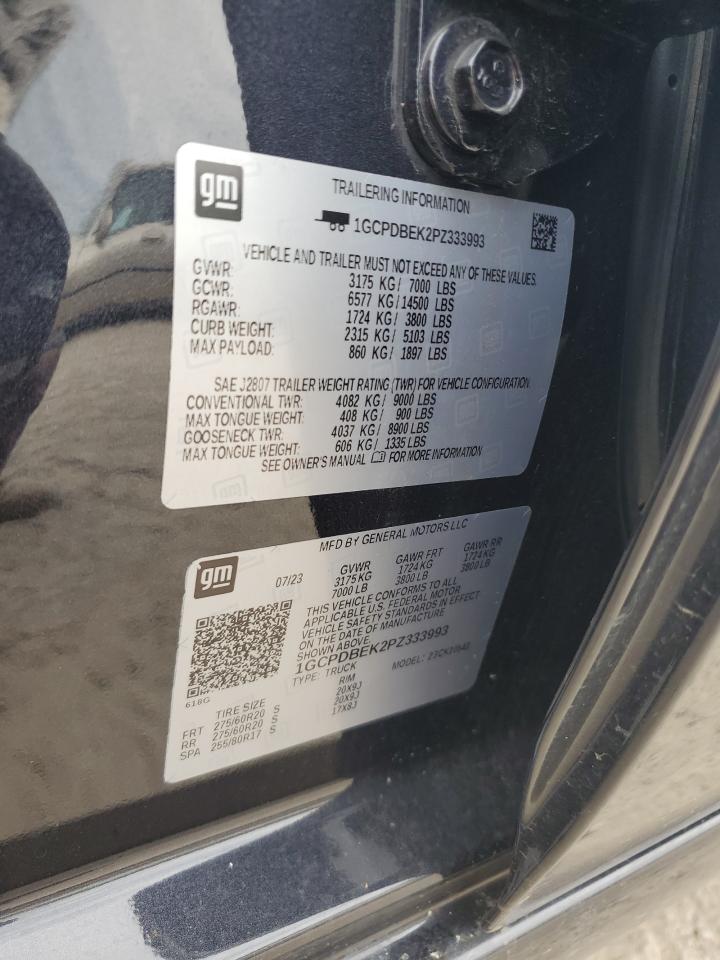 gm
TRAILERING INFORMATION
1GCPDBEK2PZ333993
VEHICLE AND TRAILER MUST NOT EXCEED ANY OF THESE VALUES.
GVWR: 3175 KG/ 7000 LBS
GCWR: 6577 KG/14500 LBS
RGAWR: 1724 KG/ 3800 LBS
CURB WEIGHT: 2315 KG/ 5103 LBS
MAX PAYLOAD: 860 KG/ 1897 LBS
SAE J2807 TRAILER WEIGHT RATING (TWR) FOR VEHICLE CONFIGURATION
CONVENTIONAL TWR: 4082 KG/ 9000 LBS
MAX TONGUE WEIGHT: 408 KG/ 900 LBS
GOOSENECK TWR: 4037 KG/ 8900 LBS
MAX TONGUE WEIGHT: 606 KG/ 1335 LBS
SEE OWNER'S MANUAL FOR MORE INFORMATION
gm
MFD BY GENERAL MOTORS LLC
07/23 GVWR GAWR FRT GAWR RR
3175 KG 1724 KG 1724 KG
7000 LB 3800 LB 3800 LB
THIS VEHICLE CONFORMS TO ALL
APPLICABLE U.S. FEDERAL MOTOR
VEHICLE SAFETY STANDARDS IN EFFECT
ON THE DATE OF MANUFACTURE
SHOWN ABOVE.
1GCPDBEK2PZ333993
TYPE: TRUCK MODEL:
618G
TIRE SIZE RIM
FRT 275/60R20 S 20X9J
RR 275/60R20 S 20X9J
SPA 255/80R17 S 17X8J